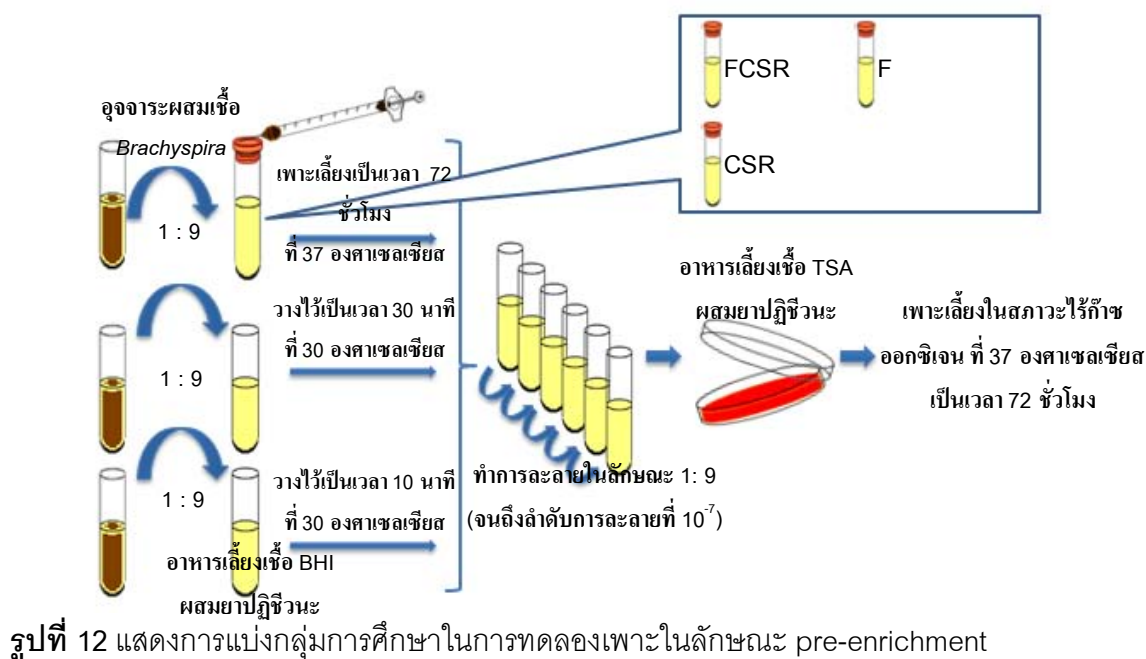 FCSR
F
CSR
อุจจาระผสมเชื้อ
Brachyspira
1 : 9
เพาะเลี้ยงเป็นเวลา 72
ชั่วโมง
ที่ 37 องศาเซลเซียส
1 : 9
วางไว้เป็นเวลา 30 นาที
ที่ 30 องศาเซลเซียส
1 : 9
วางไว้เป็นเวลา 10 นาที
ที่ 30 องศาเซลเซียส
อาหารเลี้ยงเชื้อ BHI
ผสมยาปฏิชีวนะ
ทำการละลายในลักษณะ 1: 9
(จนถึงลำดับการละลายที่ 10⁻⁷)
อาหารเลี้ยงเชื้อ TSA
ผสมยาปฏิชีวนะ
เพาะเลี้ยงในสภาวะไร้ก๊าซ
ออกซิเจน ที่ 37 องศาเซลเซียส
เป็นเวลา 72 ชั่วโมง
รูปที่ 12 แสดงการแบ่งกลุ่มการศึกษาในการทดลองเพาะในลักษณะ pre-enrichment